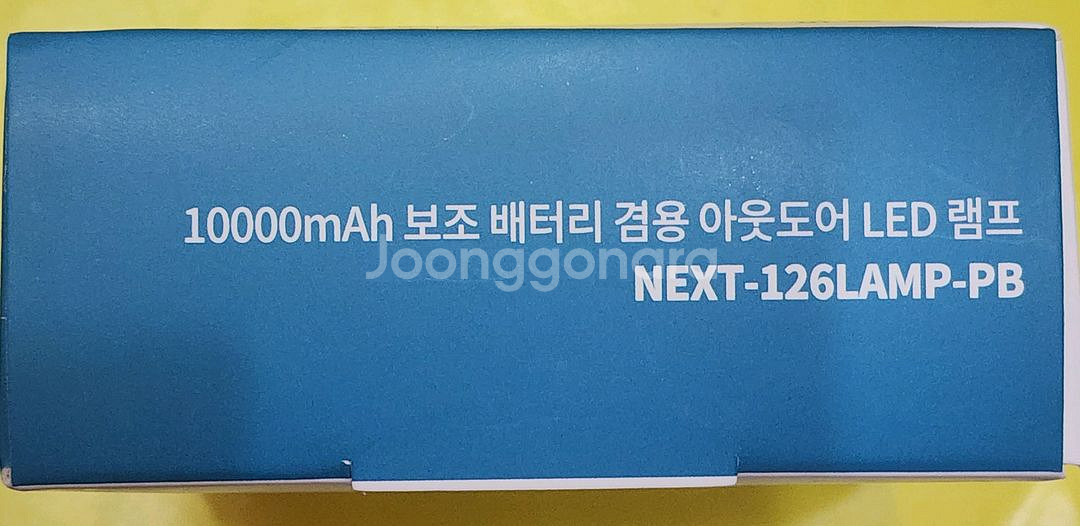 10000mAh 보조 배터리 겸용 아웃도어 LED 램프
Joonggonara
NEXT-126LAMP-PB